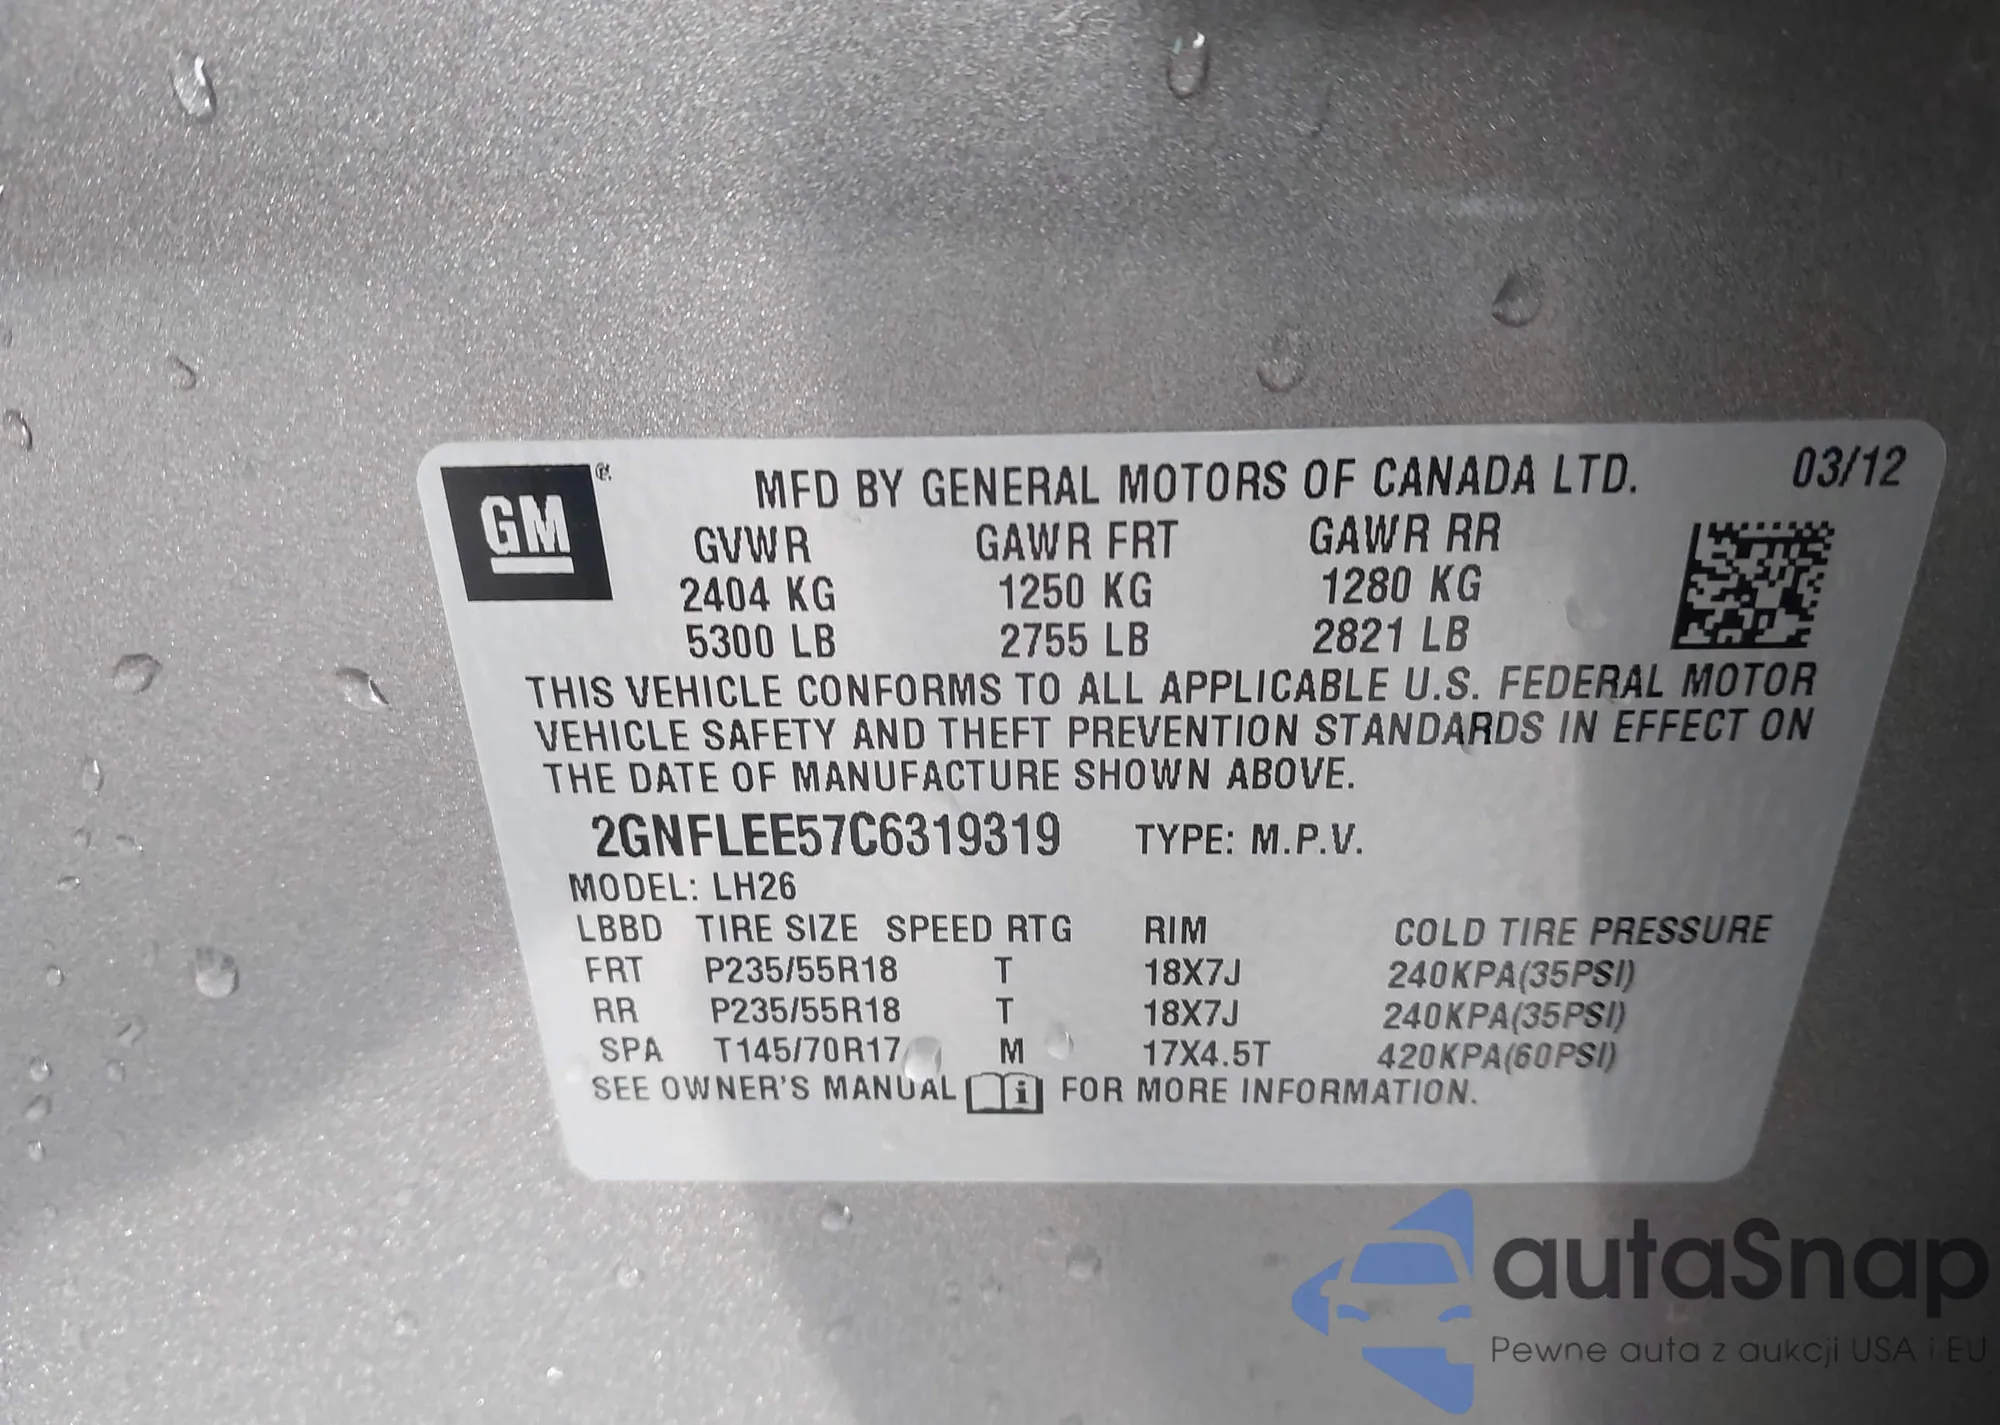 GM®
MFD BY GENERAL MOTORS OF CANADA LTD. 03/12
GVWR GAWR FRT GAWR RR
2404 KG 1250 KG 1280 KG
5300 LB 2755 LB 2821 LB
THIS VEHICLE CONFORMS TO ALL APPLICABLE U.S. FEDERAL MOTOR
VEHICLE SAFETY AND THEFT PREVENTION STANDARDS IN EFFECT ON
THE DATE OF MANUFACTURE SHOWN ABOVE.
2GNFLEE57C6319319 TYPE: M.P.V.
MODEL: LH26
LBBD TIRE SIZE SPEED RTG RIM COLD TIRE PRESSURE
FRT P235/55R18 T 18X7J 240KPA(35PSI)
RR P235/55R18 T 18X7J 240KPA(35PSI)
SPA T145/70R17 M 17X4.5T 420KPA(60PSI)
SEE OWNER'S MANUAL i FOR MORE INFORMATION.
autaSnap
Pewne auta z aukcji USA i EU